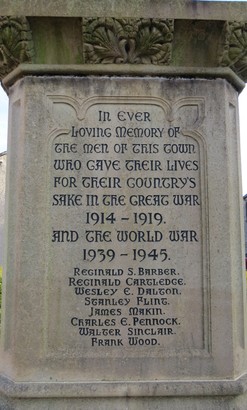 In Ever
Loving Memory of
the men of this town
who gave their lives
for their country's
sake in the Great War
1914 - 1919.
and the World War
1939 - 1945.
Reginald S. Barber.
Reginald Cartledge.
Wesley E. Dalton.
Stanley Flint.
James Makin.
Charles E. Pennock.
Walter Sinclair.
Frank Wood.